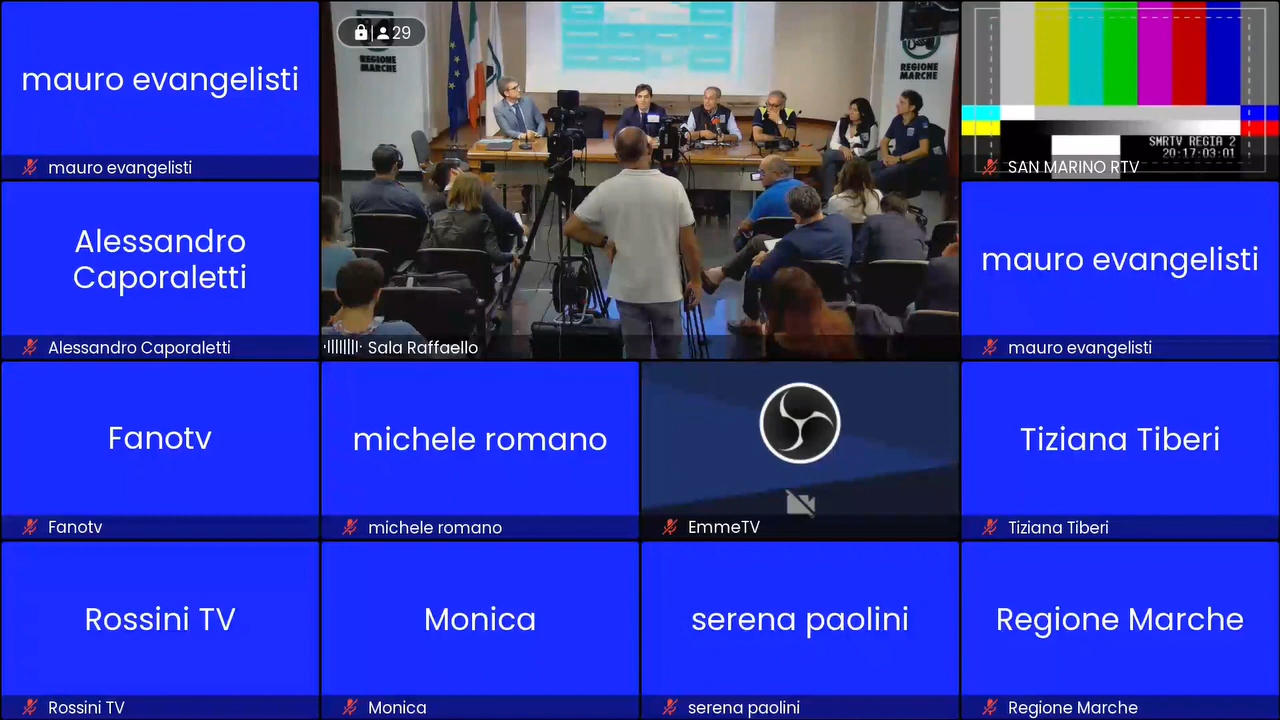 mauro evangelisti
mauro evangelisti
29
REGIONE
MARCHE
REGIONE
MARCHE
Sala Raffaello
SMRTV REGIA 2
20:17:03:01
SAN MARINO RTV
Alessandro
Caporaletti
Alessandro Caporaletti
mauro evangelisti
mauro evangelisti
Fanotv
Fanotv
michele romano
michele romano
EmmeTV
Tiziana Tiberi
Tiziana Tiberi
Rossini TV
Rossini TV
Monica
Monica
serena paolini
serena paolini
Regione Marche
Regione Marche